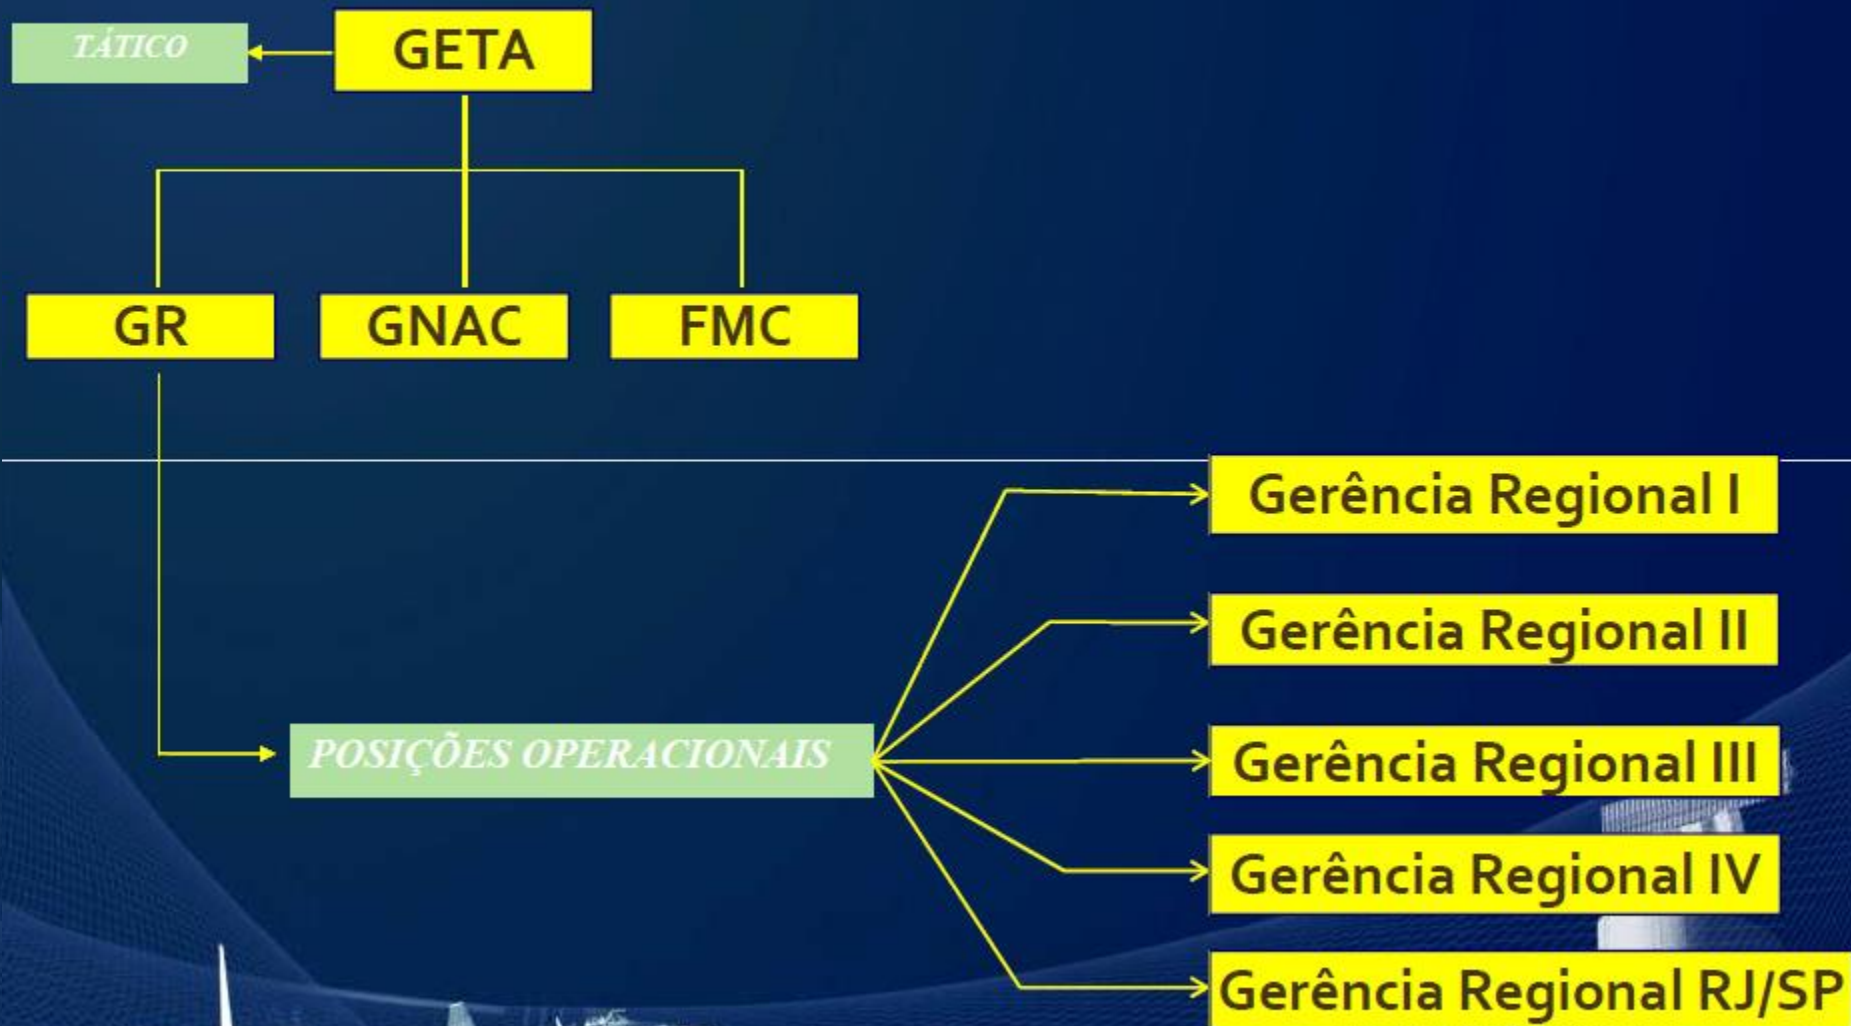 TÁTICO
GETA
GR
GNAC
FMC
Gerência Regional I
Gerência Regional II
POSIÇÕES OPERACIONAIS
Gerência Regional III
Gerência Regional IV
Gerência Regional RJ/SP